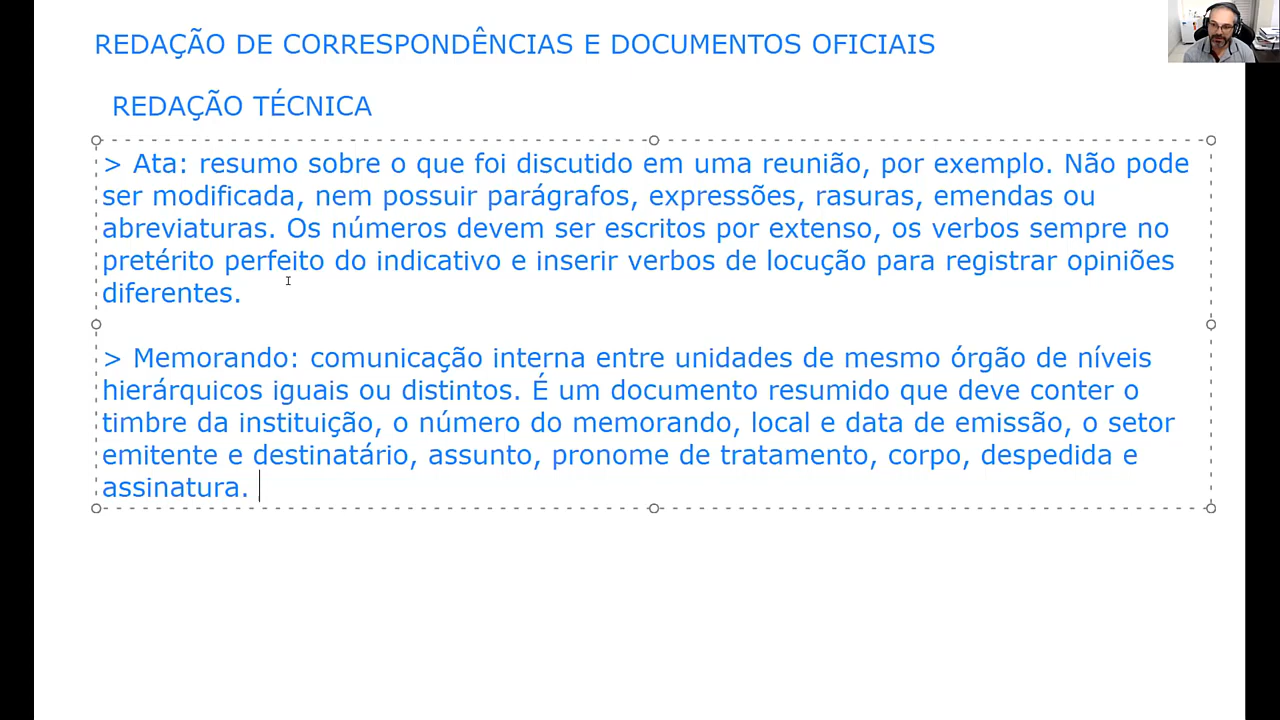 REDAÇÃO DE CORRESPONDÊNCIAS E DOCUMENTOS OFICIAIS
REDAÇÃO TÉCNICA
> Ata: resumo sobre o que foi discutido em uma reunião, por exemplo. Não pode
ser modificada, nem possuir parágrafos, expressões, rasuras, emendas ou
abreviaturas. Os números devem ser escritos por extenso, os verbos sempre no
pretérito perfeito do indicativo e inserir verbos de locução para registrar opiniões
diferentes.
> Memorando: comunicação interna entre unidades de mesmo órgão de níveis
hierárquicos iguais ou distintos. É um documento resumido que deve conter o
timbre da instituição, o número do memorando, local e data de emissão, o setor
emitente e destinatário, assunto, pronome de tratamento, corpo, despedida e
assinatura.